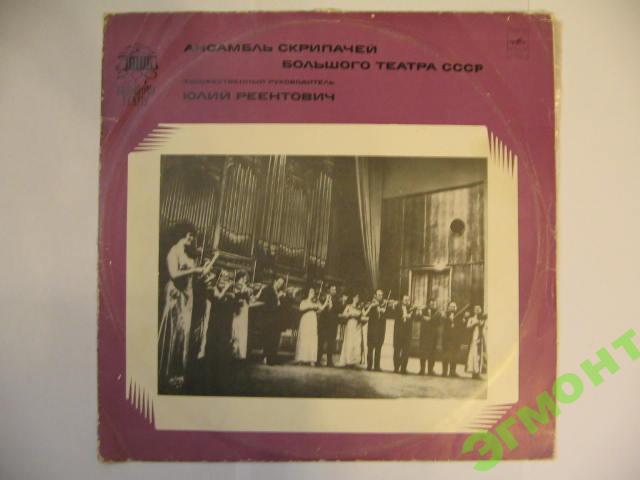 АНСАМБЛЬ СКРИПАЧЕЙ
БОЛЬШОГО ТЕАТРА СССР
ХУДОЖЕСТВЕННЫЙ РУКОВОДИТЕЛЬ
ЮЛИЙ РЕЕНТОВИЧ
Эгмонт